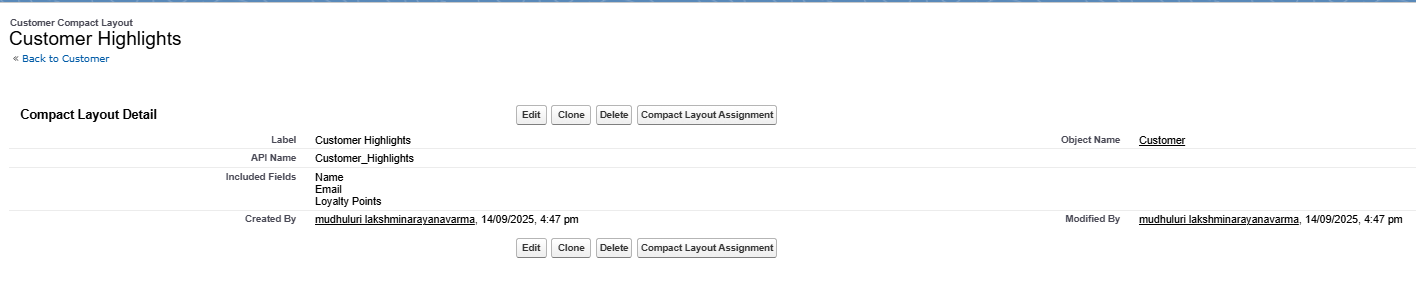 Customer Compact Layout
Customer Highlights
« Back to Customer
Compact Layout Detail
Edit Clone Delete Compact Layout Assignment
Label Customer Highlights Object Name Customer
API Name Customer_Highlights
Included Fields Name
Email
Loyalty Points
Created By mudhuluri lakshminarayanavarma, 14/09/2025, 4:47 pm Modified By mudhuluri lakshminarayanavarma, 14/09/2025, 4:47 pm
Edit Clone Delete Compact Layout Assignment